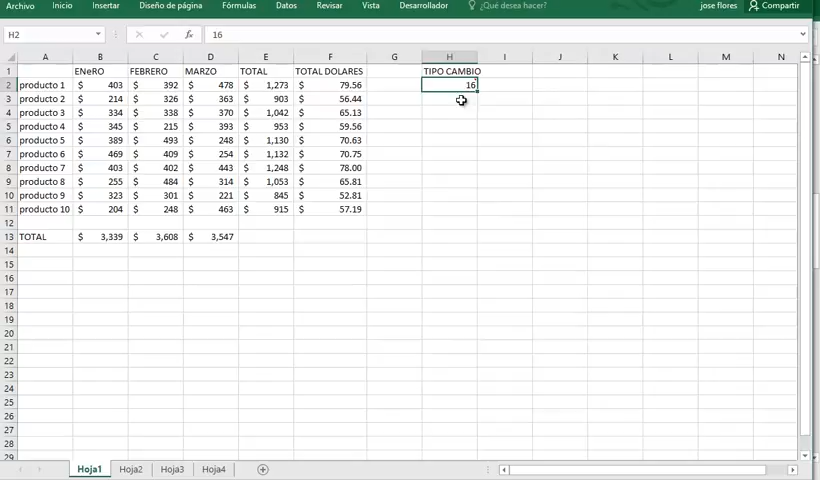 Archivo Inicio Insertar Diseño de página Fórmulas Datos Revisar Vista Desarrollador ¿Qué desea hacer? jose flores Compartir
H2 fx 16
A B C D E F G H I J K L M N
1 ENeRO FEBRERO MARZO TOTAL TOTAL DOLARES TIPO CAMBIO
2 producto 1 $ 403 $ 392 $ 478 $ 1,273 $ 79.56 16
3 producto 2 $ 214 $ 326 $ 363 $ 903 $ 56.44
4 producto 3 $ 334 $ 338 $ 370 $ 1,042 $ 65.13
5 producto 4 $ 345 $ 215 $ 393 $ 953 $ 59.56
6 producto 5 $ 389 $ 493 $ 248 $ 1,130 $ 70.63
7 producto 6 $ 469 $ 409 $ 254 $ 1,132 $ 70.75
8 producto 7 $ 403 $ 402 $ 443 $ 1,248 $ 78.00
9 producto 8 $ 255 $ 484 $ 314 $ 1,053 $ 65.81
10 producto 9 $ 323 $ 301 $ 221 $ 845 $ 52.81
11 producto 10 $ 204 $ 248 $ 463 $ 915 $ 57.19
12
13 TOTAL $ 3,339 $ 3,608 $ 3,547
14
15
16
17
18
19
20
21
22
23
24
25
26
27
28
29
Hoja1 Hoja2 Hoja3 Hoja4